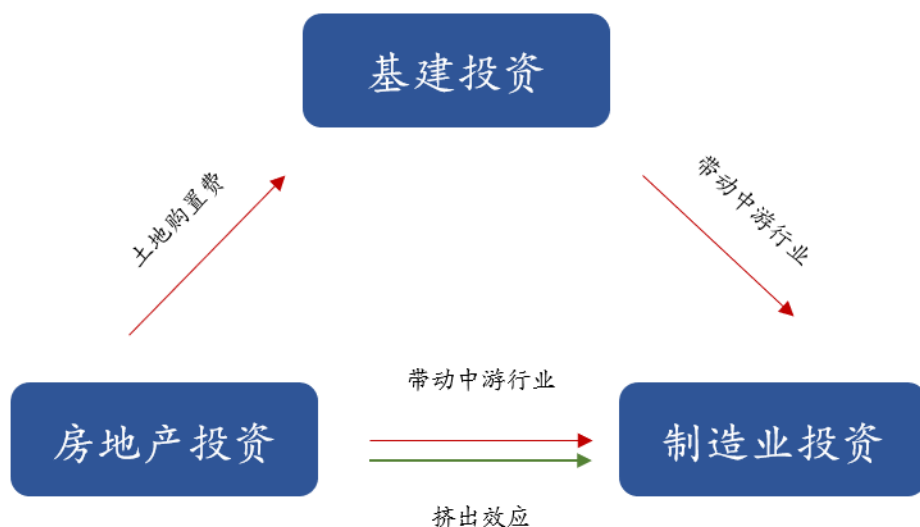 基建投资
土地购置费
带动中游行业
带动中游行业
房地产投资
制造业投资
挤出效应